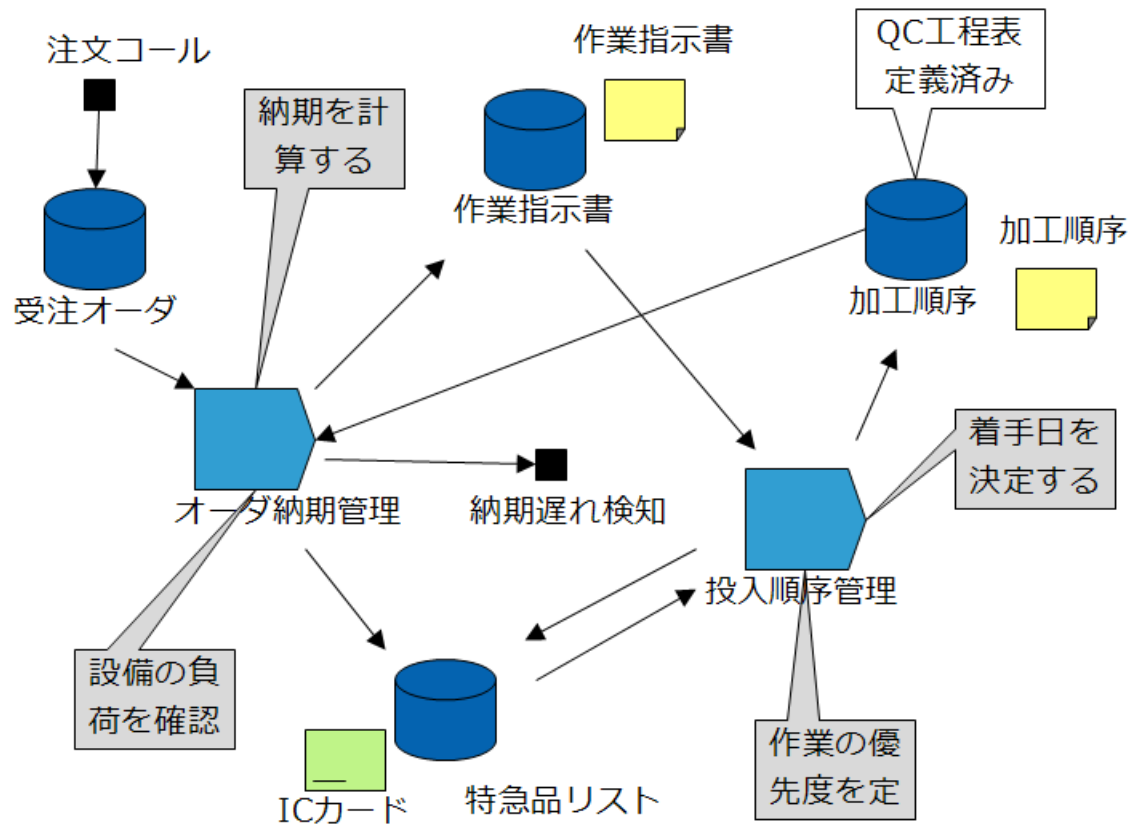 注文コール
作業指示書
QC工程表
定義済み
納期を計
算する
作業指示書
加工順序
受注オーダ
加工順序
着手日を
決定する
オーダ納期管理
納期遅れ検知
投入順序管理
設備の負
荷を確認
作業の優
先度を定
ICカード
特急品リスト